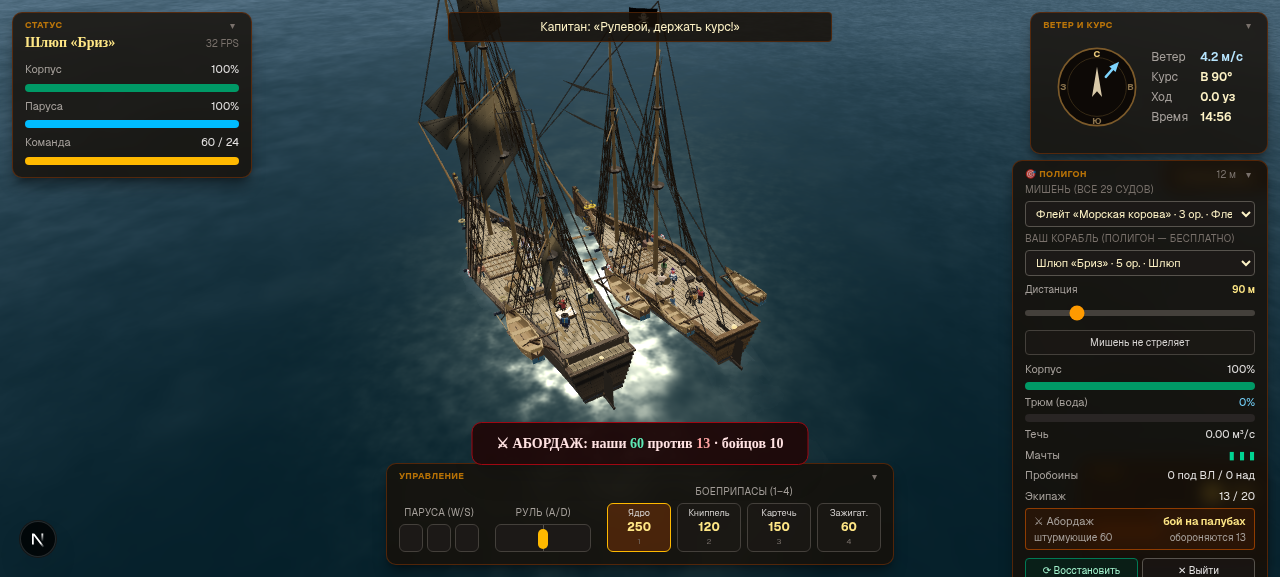 СТАТУС
Шлюп «Бриз» 32 FPS
Корпус 100%
Паруса 100%
Команда 60 / 24
Капитан: «Рулевой, держать курс!»
ВЕТЕР И КУРС
С
З
В
Ю
Ветер 4.2 м/с
Курс В 90°
Ход 0.0 уз
Время 14:56
🎯 ПОЛИГОН 12 м
МИШЕНЬ (ВСЕ 29 СУДОВ)
Флейт «Морская корова» · 3 ор. · Фле
ВАШ КОРАБЛЬ (ПОЛИГОН — БЕСПЛАТНО)
Шлюп «Бриз» · 5 ор. · Шлюп
Дистанция 90 м
Мишень не стреляет
Корпус 100%
Трюм (вода) 0%
Течь 0.00 м³/с
Мачты
Пробоины 0 под ВЛ / 0 над
Экипаж 13 / 20
⚔ Абордаж бой на палубах
штурмующие 60 обороняются 13
⟳ Восстановить ✕ Выйти
⚔ АБОРДАЖ: наши 60 против 13 · бойцов 10
УПРАВЛЕНИЕ
ПАРУСА (W/S)
РУЛЬ (A/D)
БОЕПРИПАСЫ (1–4)
Ядро 250 1
Книппель 120 2
Картечь 150 3
Зажигат. 60 4
N